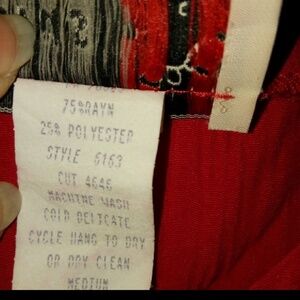 75%RAYN
25% POLYESTER
STYLE 6163
CUT 4646
MACHINE WASH
COLD DELICATE
CYCLE HANG TO DRY
OR DRY CLEAN
MEDIUM